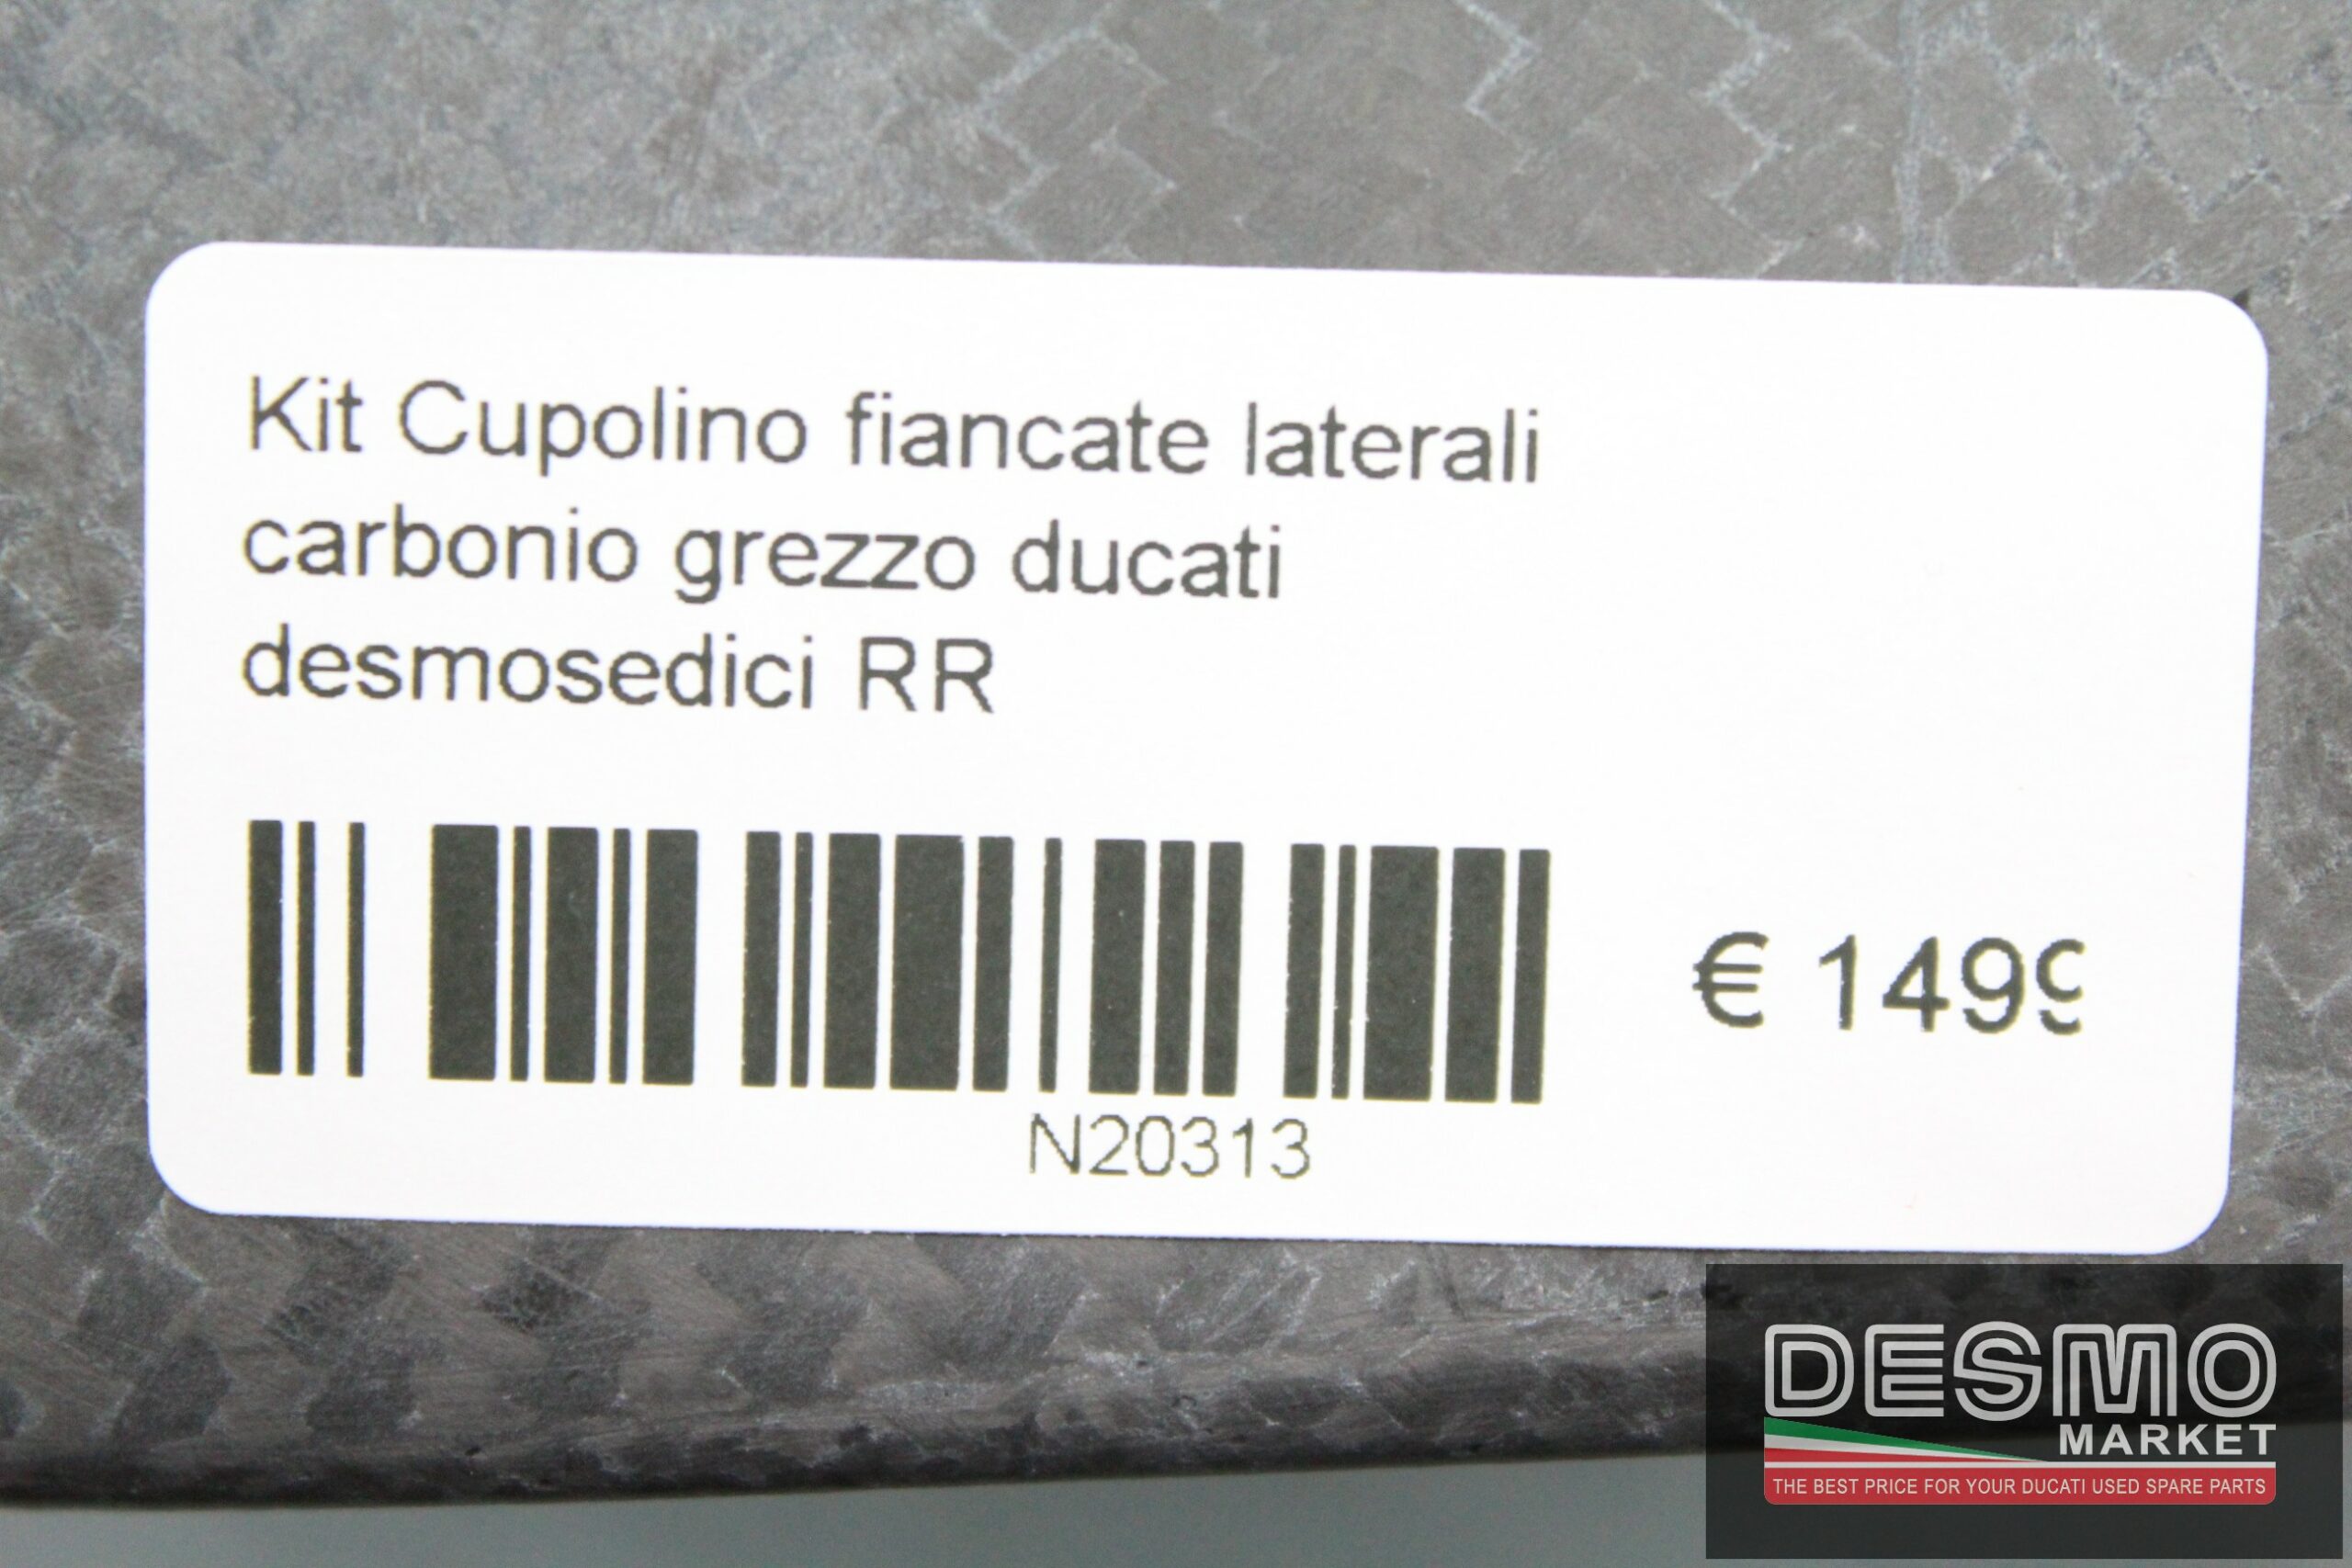 Kit Cupolino fiancate laterali
carbonio grezzo ducati
desmosedici RR
€ 1499
N20313
DESMO
MARKET
THE BEST PRICE FOR YOUR DUCATI USED SPARE PARTS